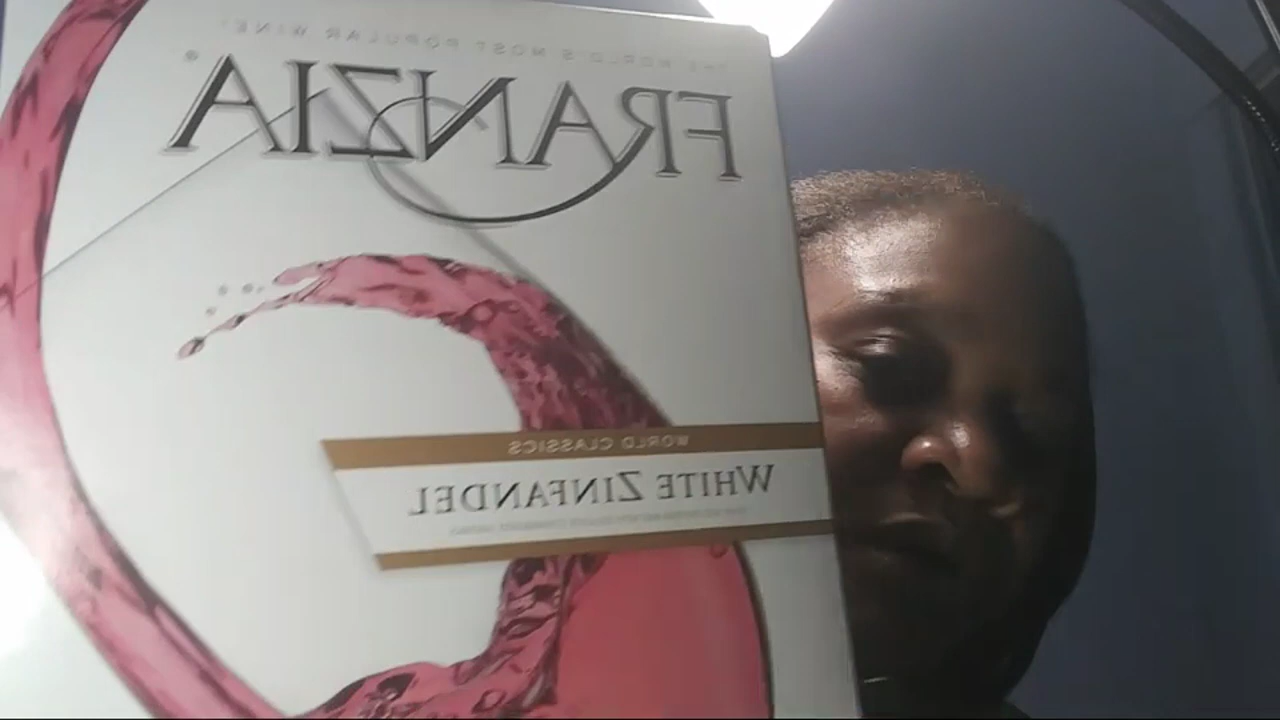 THE WORLD'S MOST POPULAR WINE!
FRANZIA®
WORLD CLASSICS
WHITE ZINFANDEL